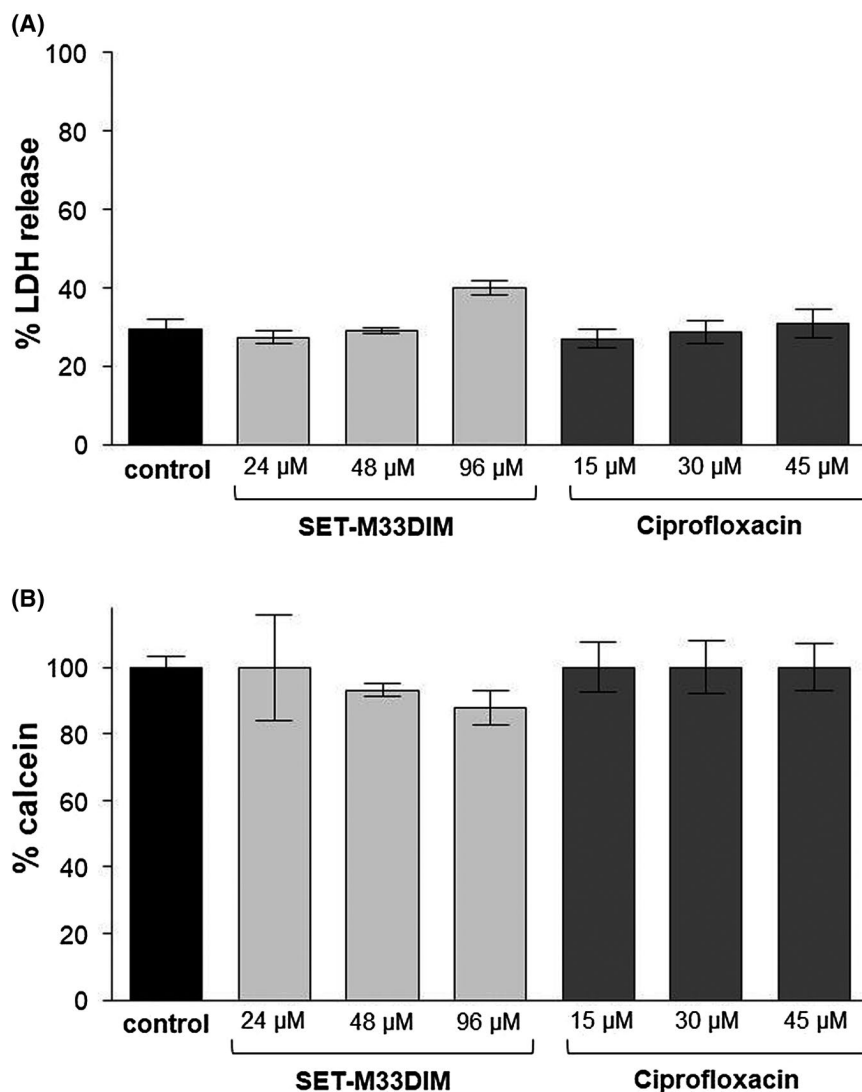 (A)
100
80
60
40
20
0
% LDH release
control 24 µM 48 µM 96 µM 15 µM 30 µM 45 µM
SET-M33DIM Ciprofloxacin
(B)
100
80
60
40
20
0
% calcein
control 24 µM 48 µM 96 µM 15 µM 30 µM 45 µM
SET-M33DIM Ciprofloxacin